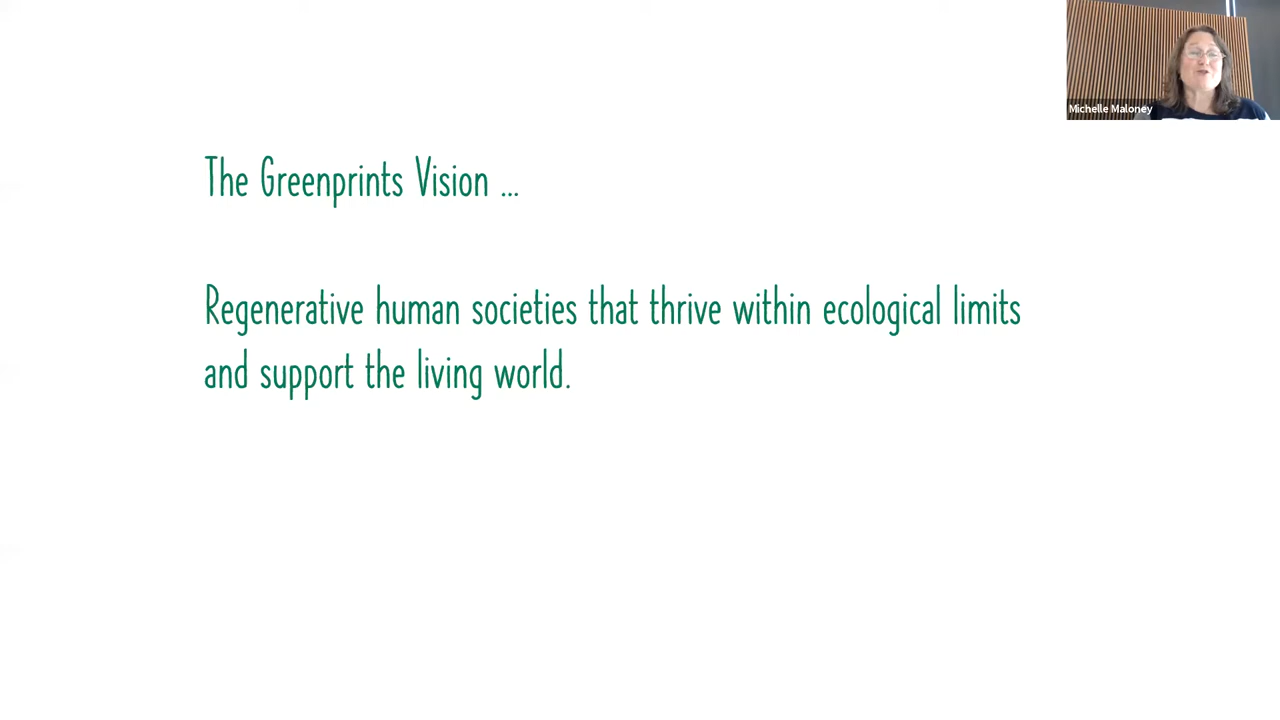 Michelle Maloney
The Greenprints Vision ...
Regenerative human societies that thrive within ecological limits
and support the living world.